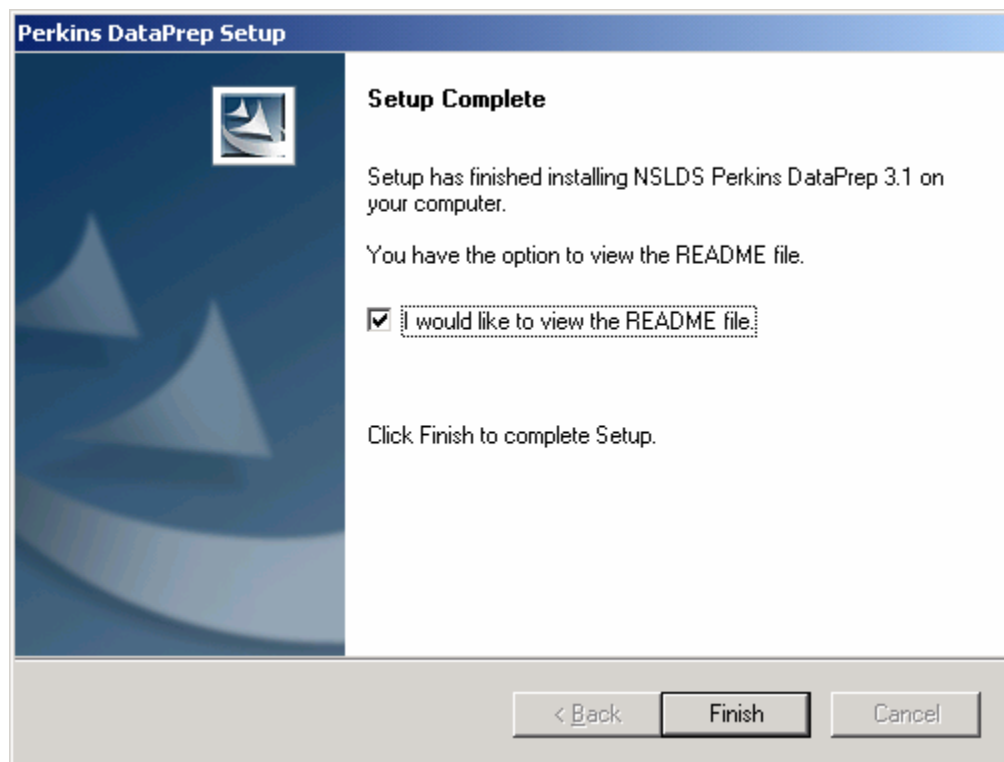 Perkins DataPrep Setup
Setup Complete
Setup has finished installing NSLDS Perkins DataPrep 3.1 on
your computer.
You have the option to view the README file.
I would like to view the README file.
Click Finish to complete Setup.
< Back
Finish
Cancel